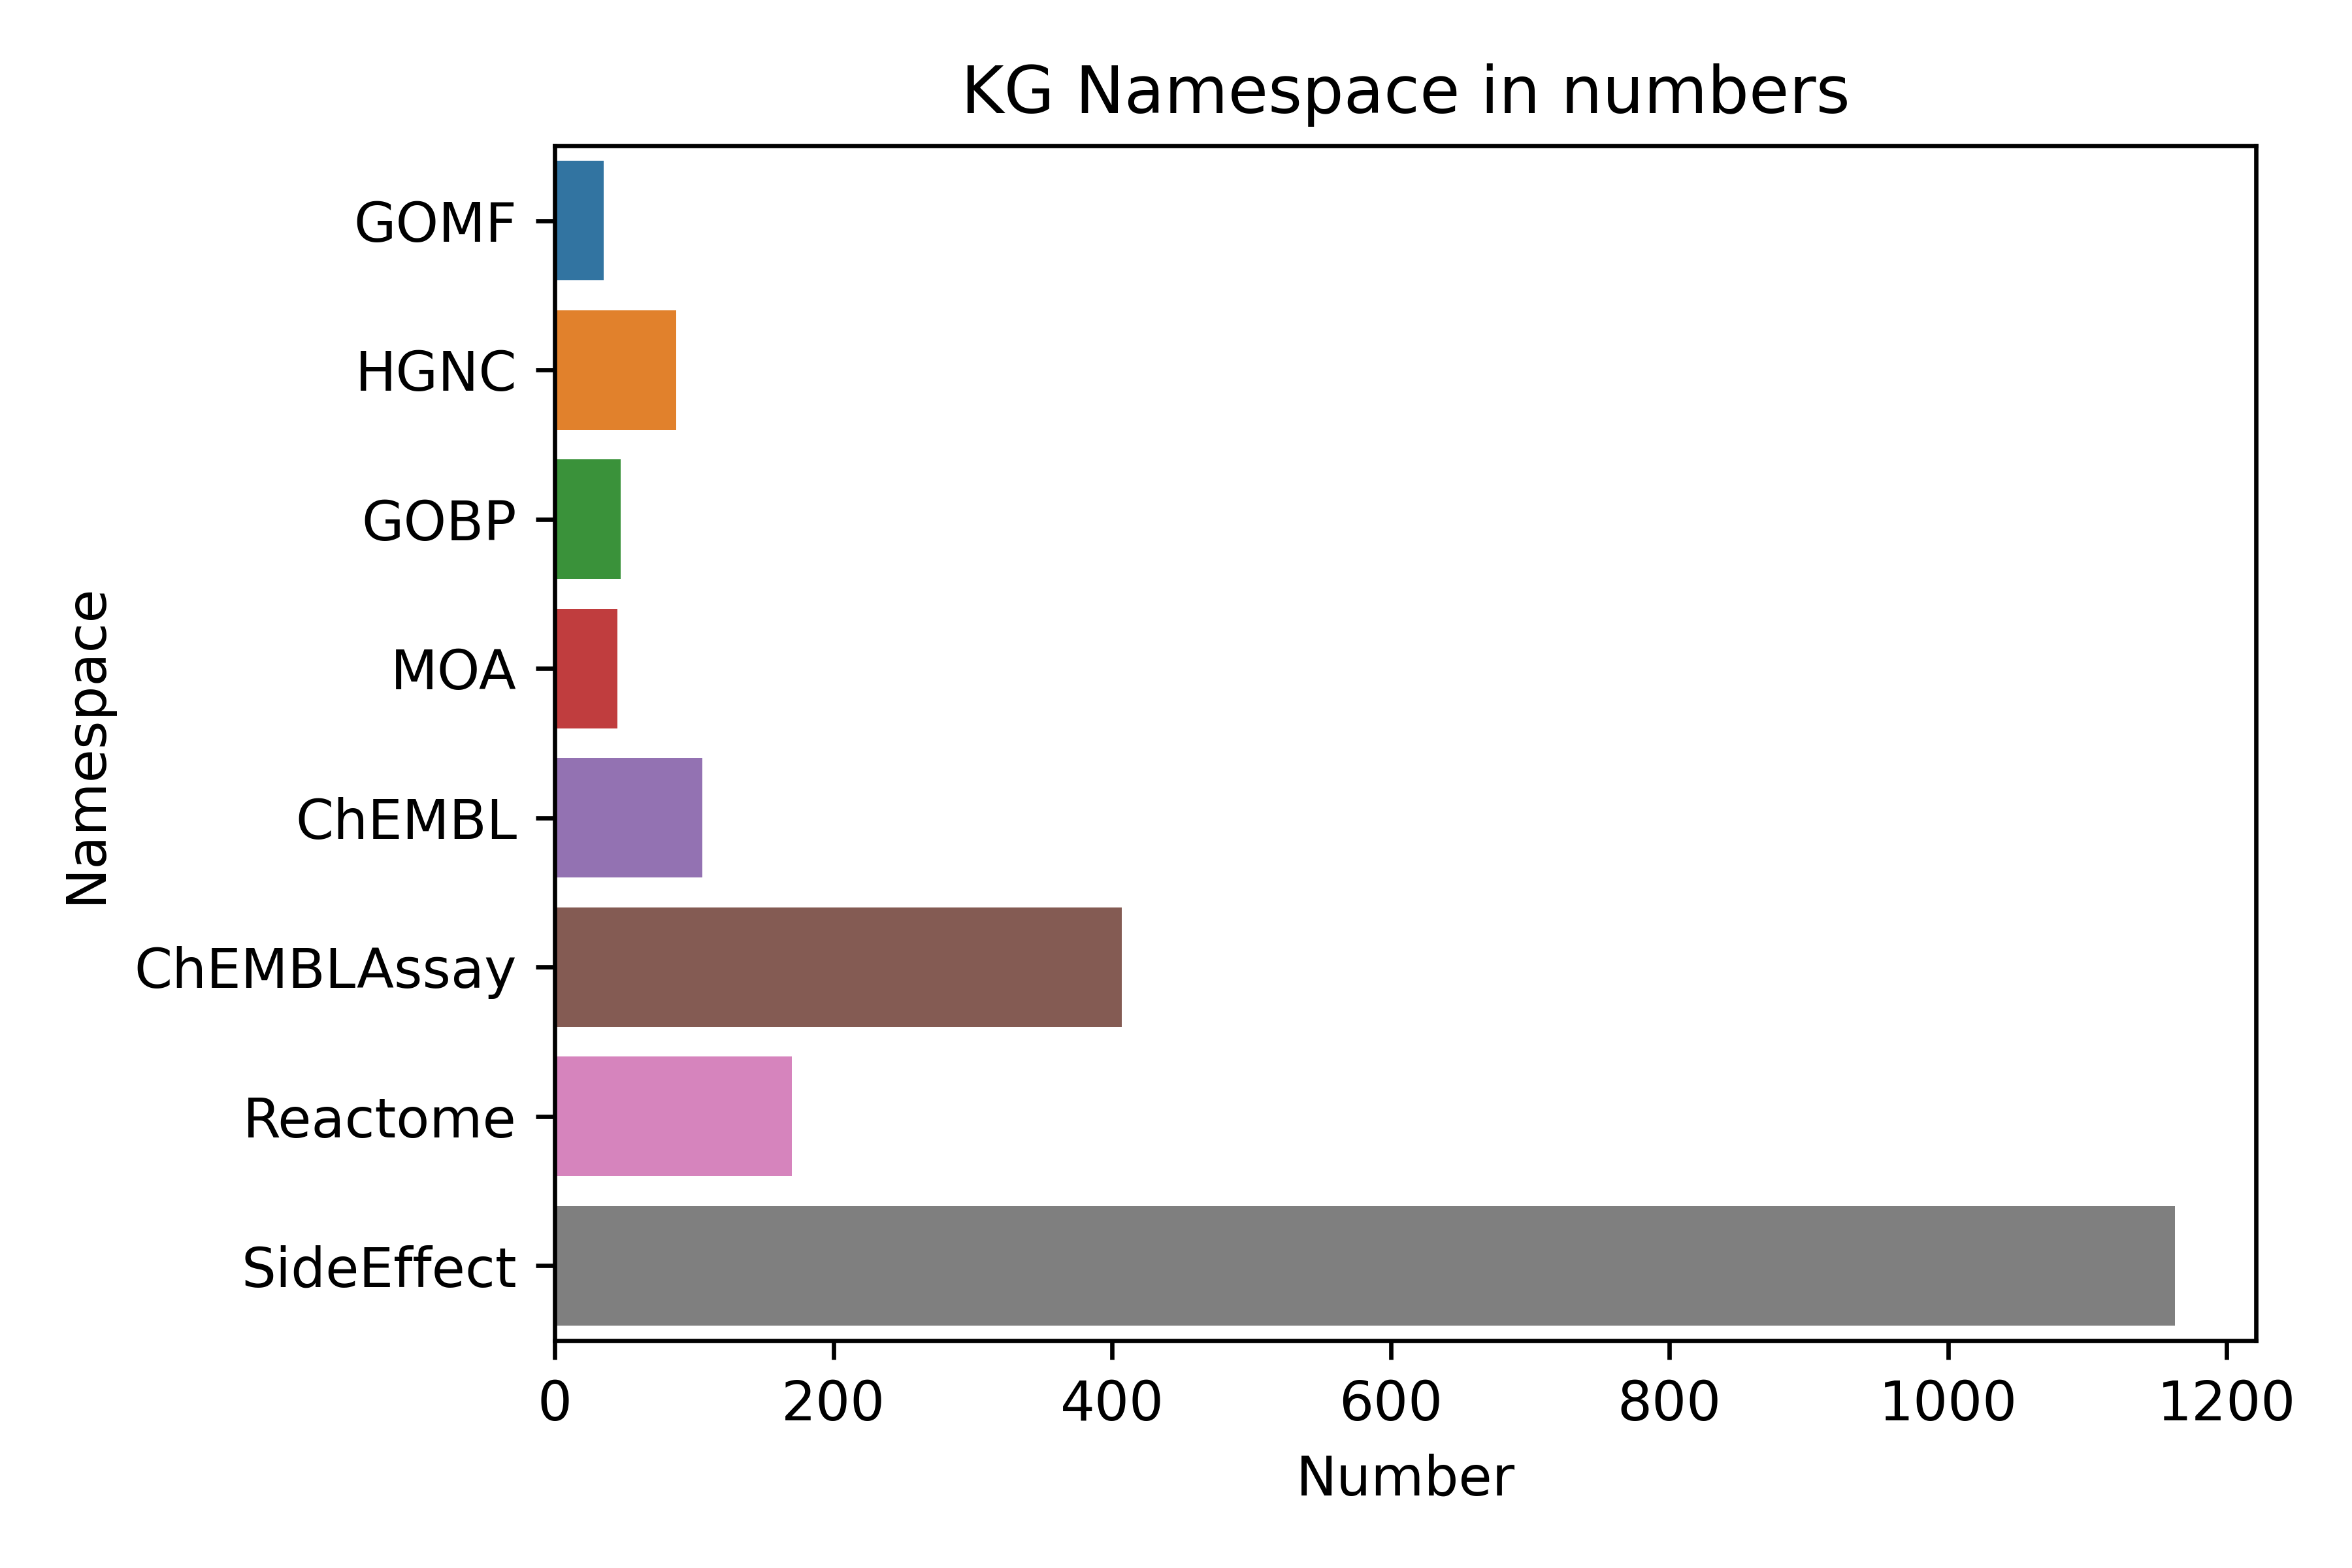 KG Namespace in numbers
Namespace
GOMF
HGNC
GOBP
MOA
ChEMBL
ChEMBLAssay
Reactome
SideEffect
0 200 400 600 800 1000 1200
Number